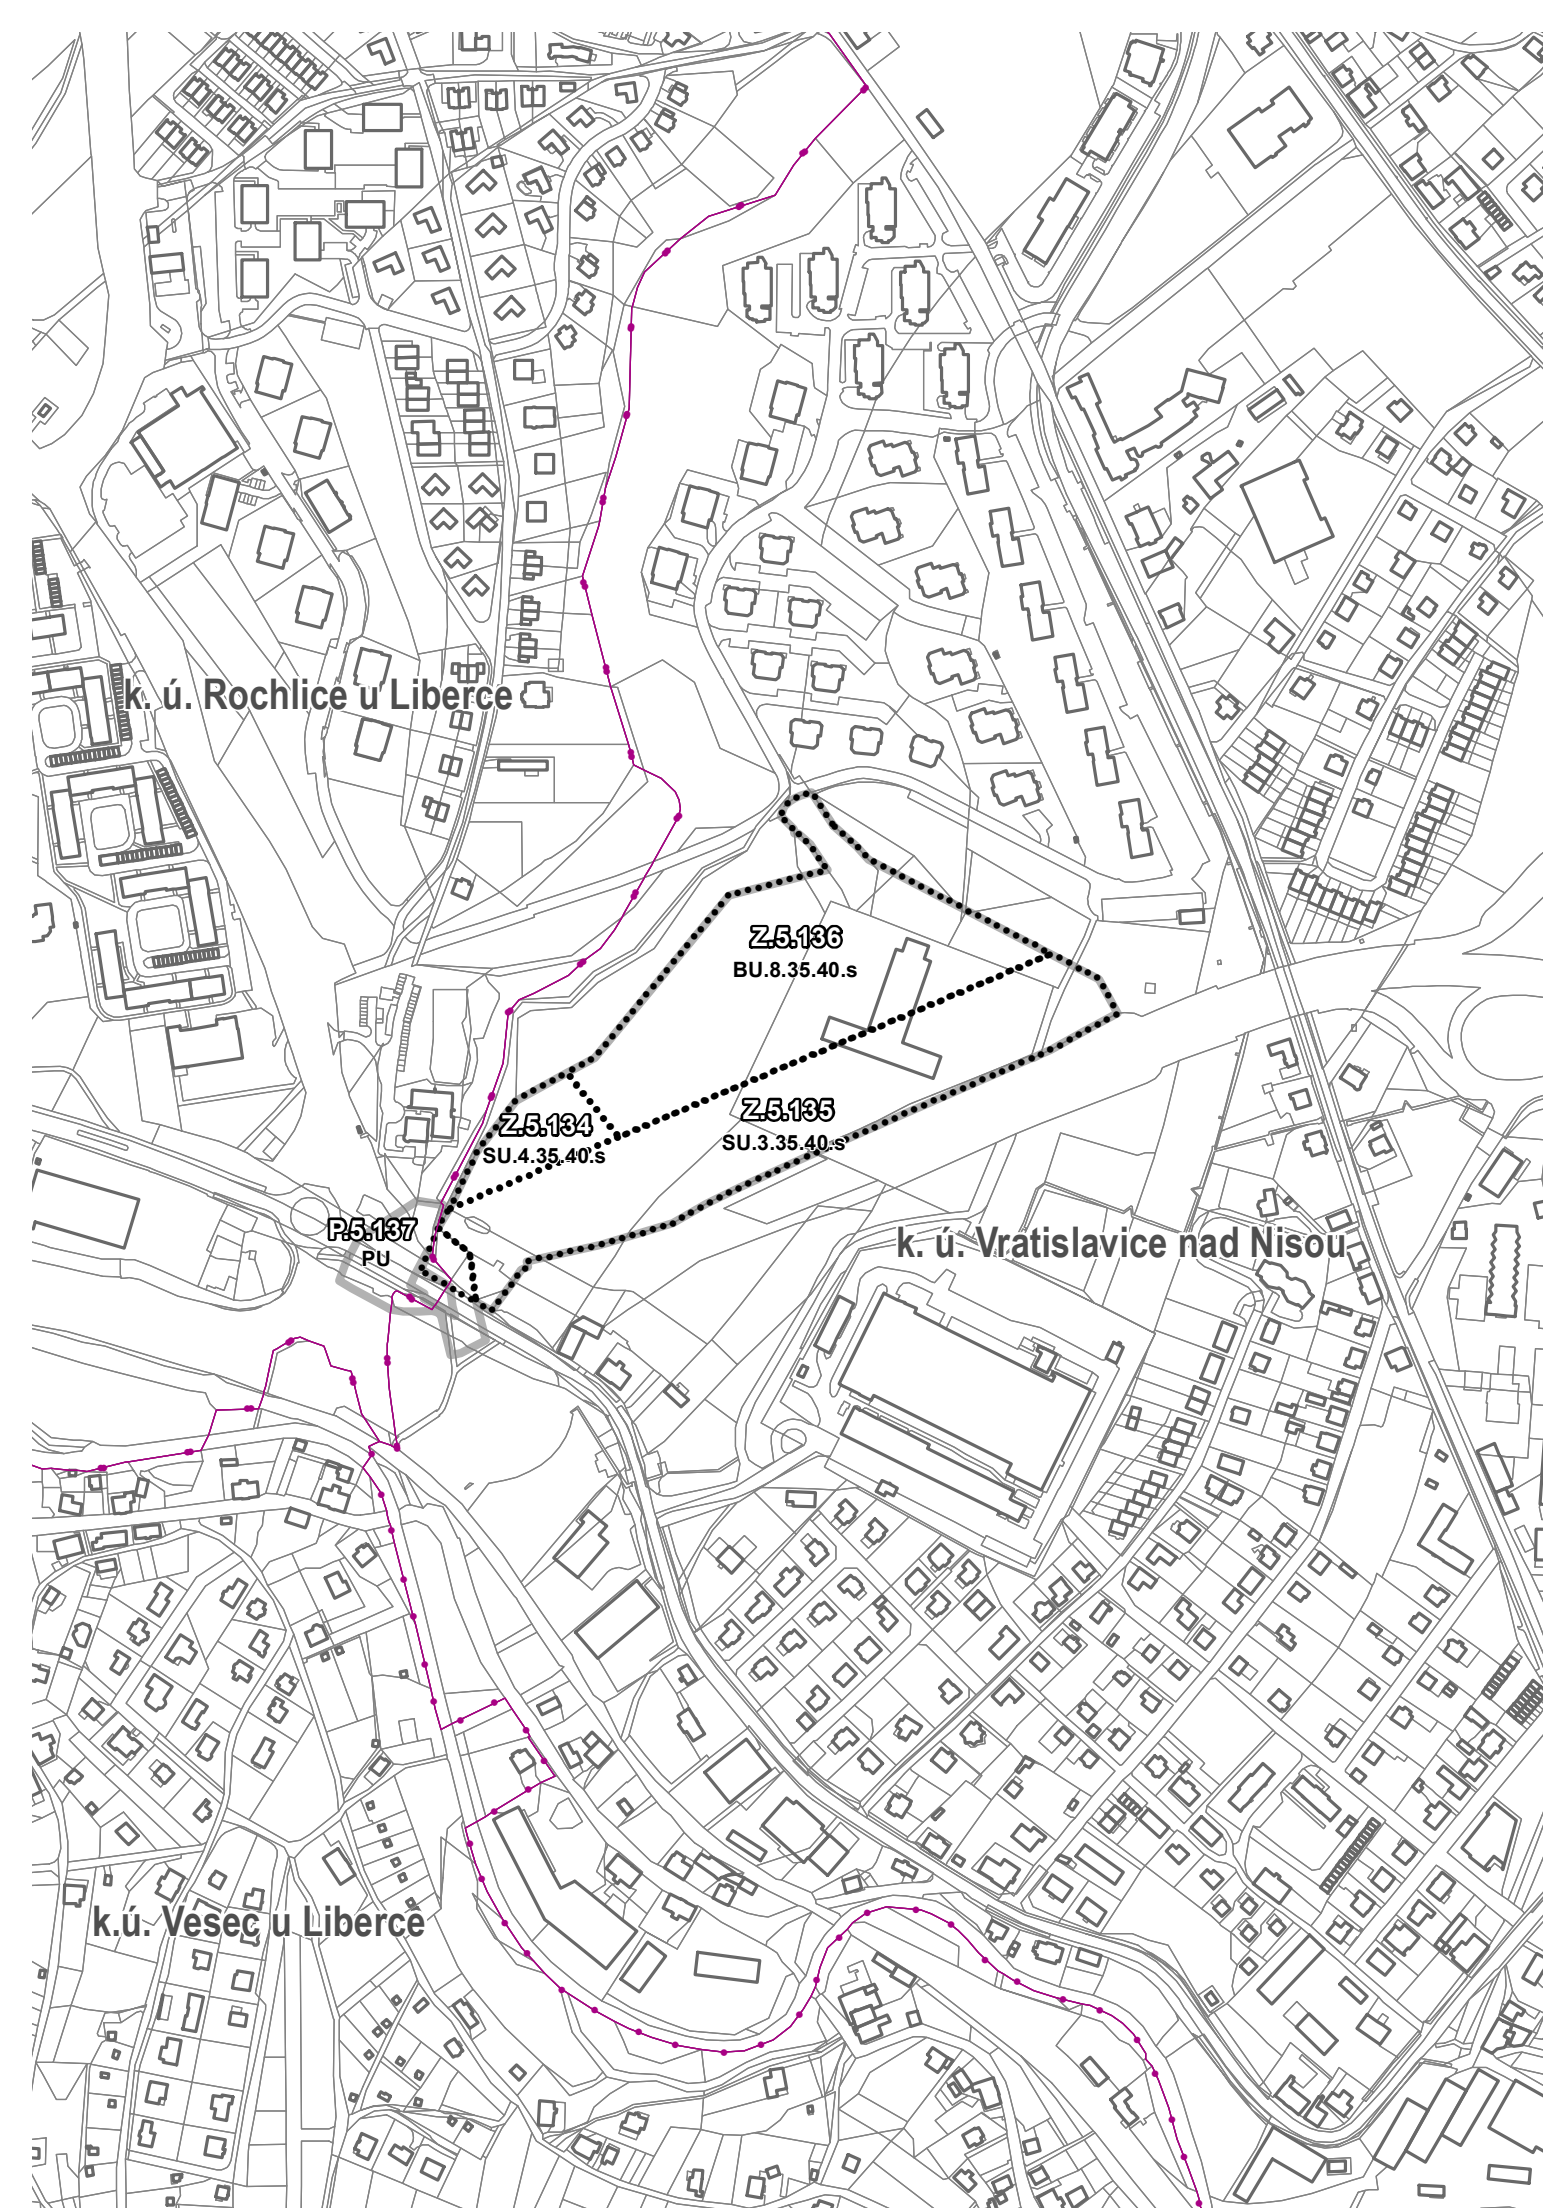 k. ú. Rochlice u Liberce
Z.5.136
BU.8.35.40.s
Z.5.134
SU.4.35.40.s
Z.5.135
SU.3.35.40.s
P.5.137
PU
k. ú. Vratislavice nad Nisou
k.ú. Vesec u Liberce